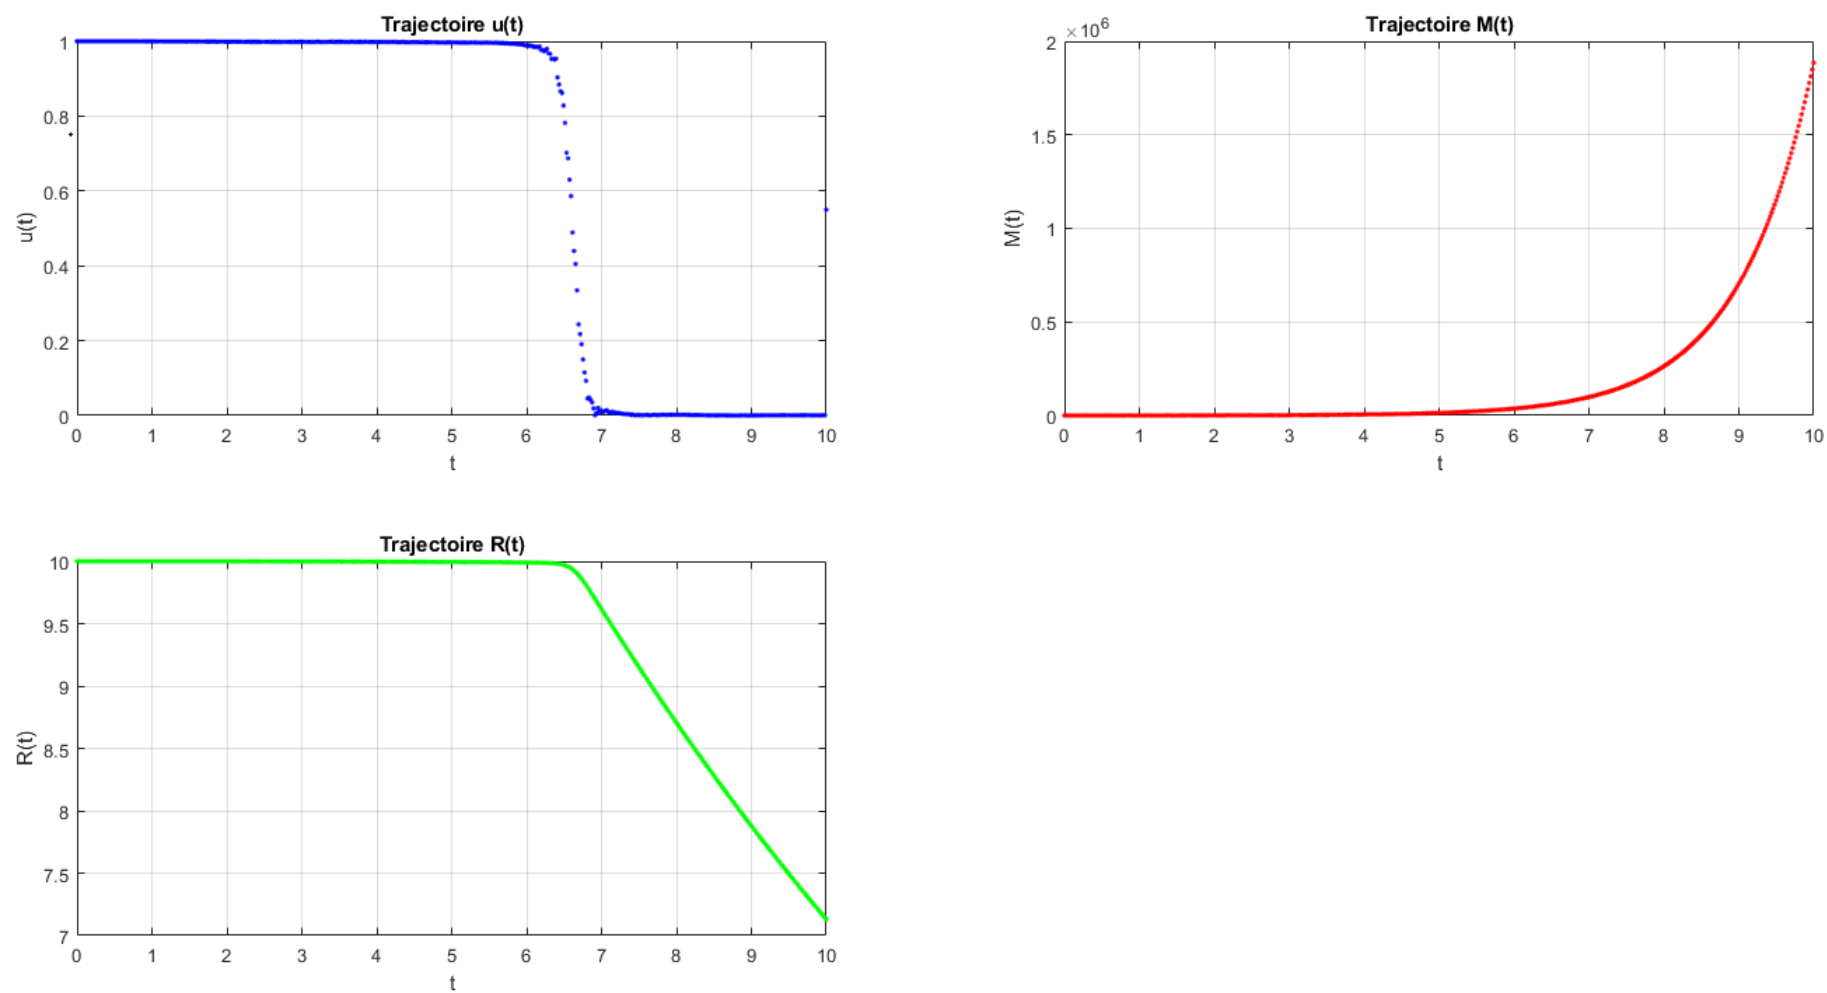 Trajectoire u(t)
1
0.8
0.6
0.4
0.2
0
u(t)
0 1 2 3 4 5 6 7 8 9 10
t
Trajectoire M(t)
×10^6
2
1.5
1
0.5
0
M(t)
0 1 2 3 4 5 6 7 8 9 10
t
Trajectoire R(t)
10
9.5
9
8.5
8
7.5
7
R(t)
0 1 2 3 4 5 6 7 8 9 10
t